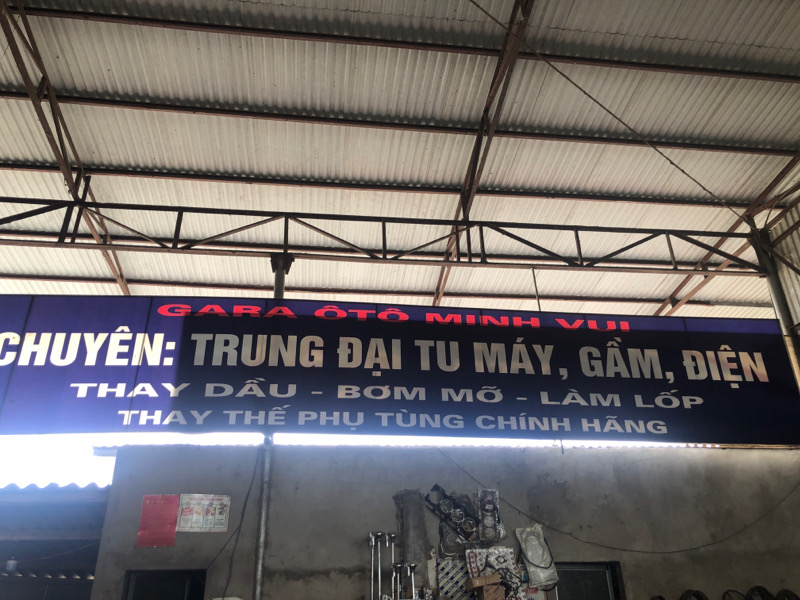 GARA ÔTÔ MINH VUI
CHUYÊN: TRUNG ĐẠI TU MÁY, GẦM, ĐIỆN
THAY DẦU - BƠM MỠ - LÀM LỐP
THAY THẾ PHỤ TÙNG CHÍNH HÃNG